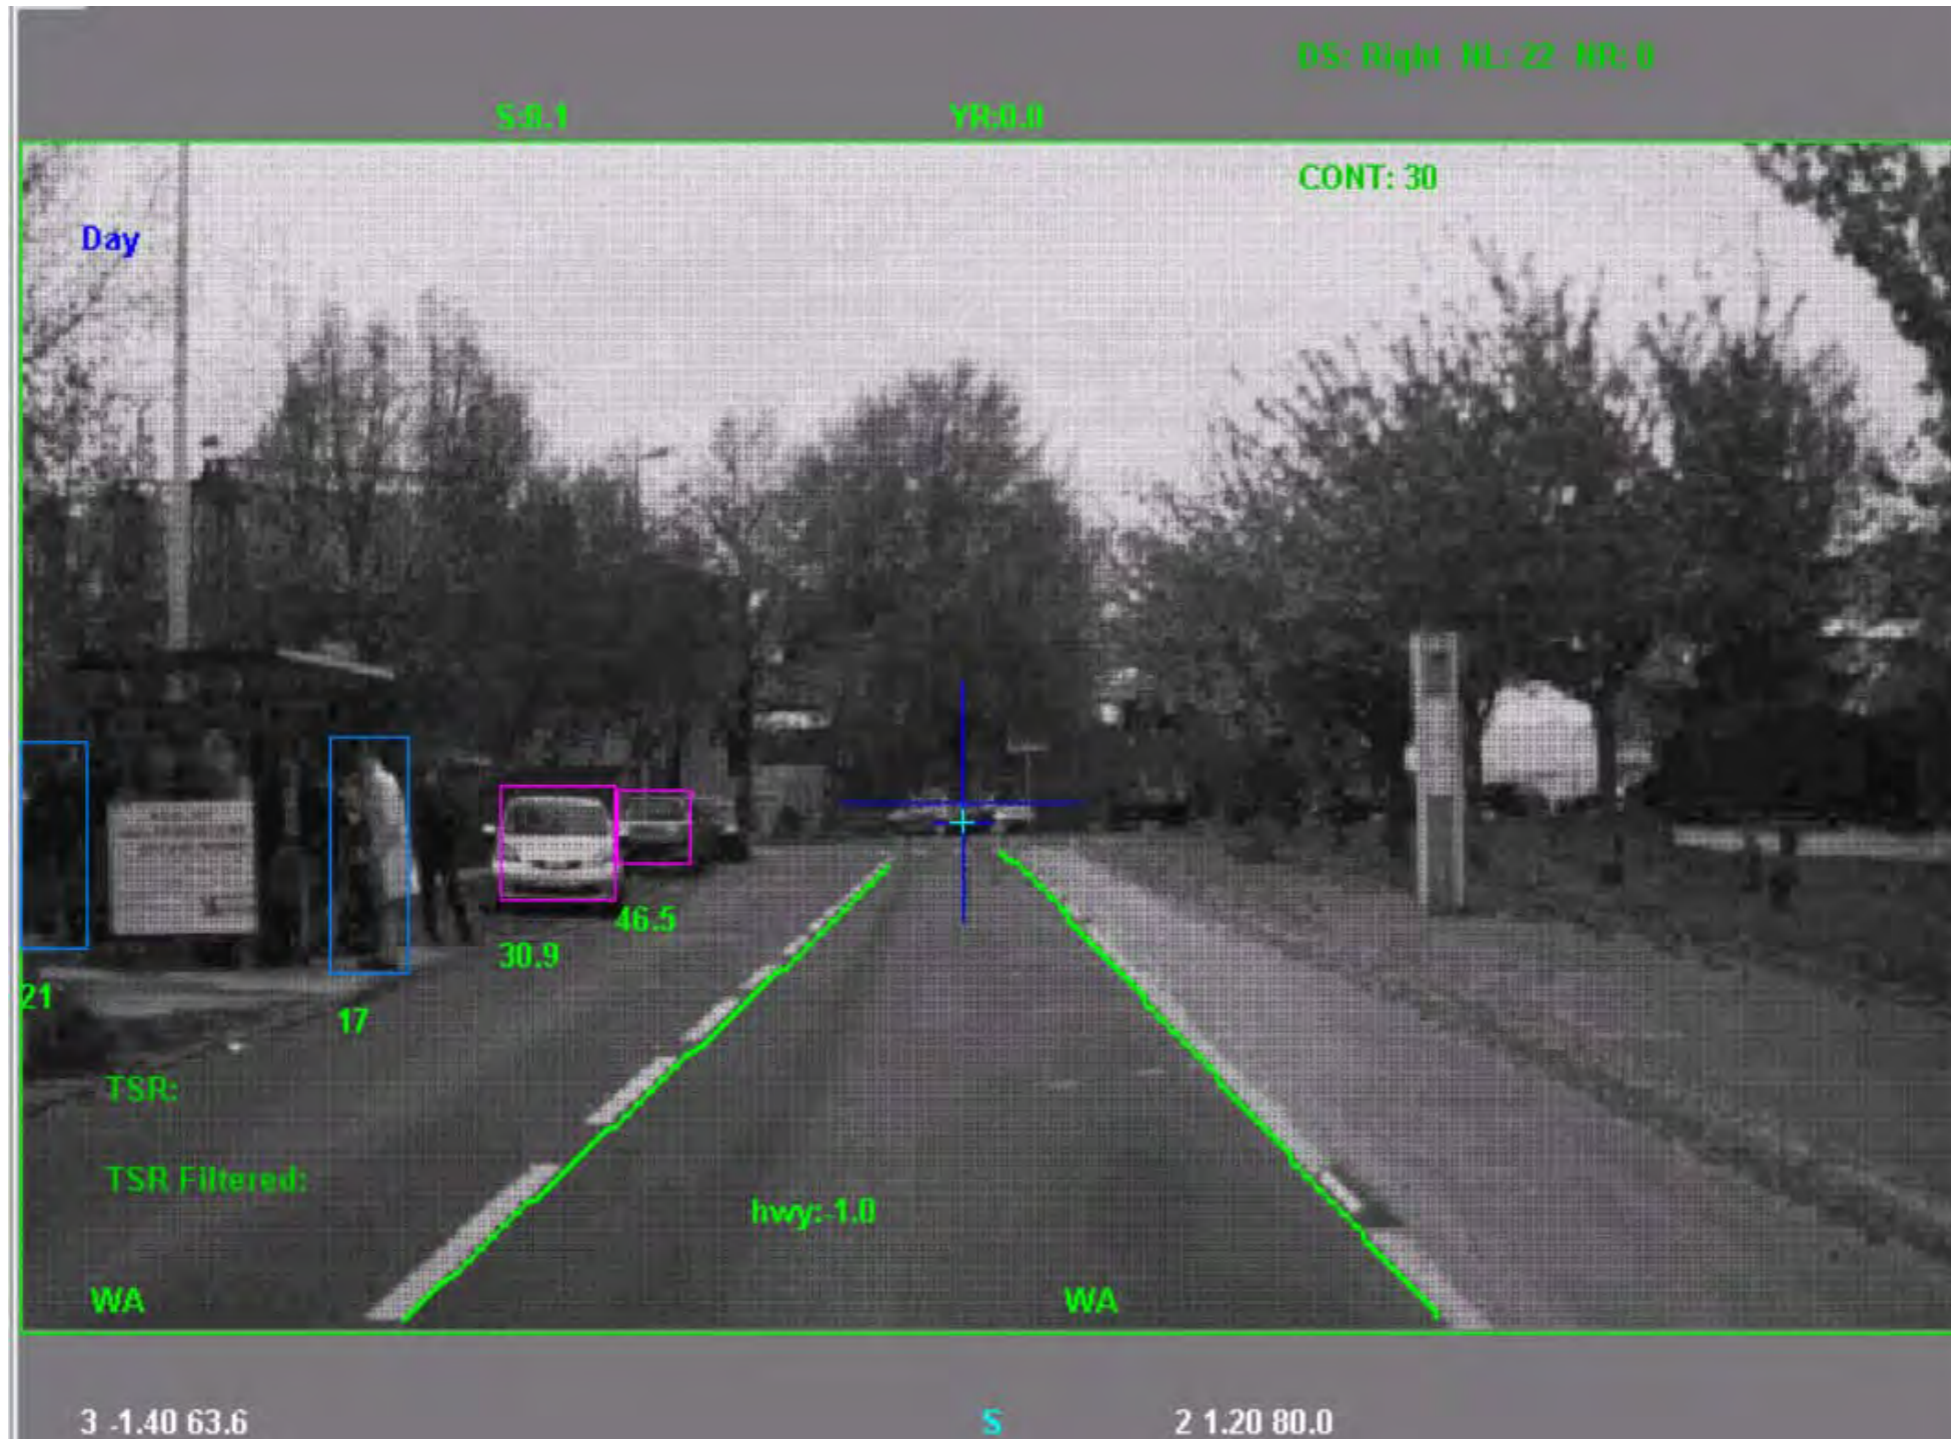 DS: Right NL: 22 NR: 0
S:0.1 YR:0.0
CONT: 30
Day
46.5
30.9
21
17
TSR:
TSR Filtered:
hwy:-1.0
WA WA
3 -1.40 63.6 S 2 1.20 80.0